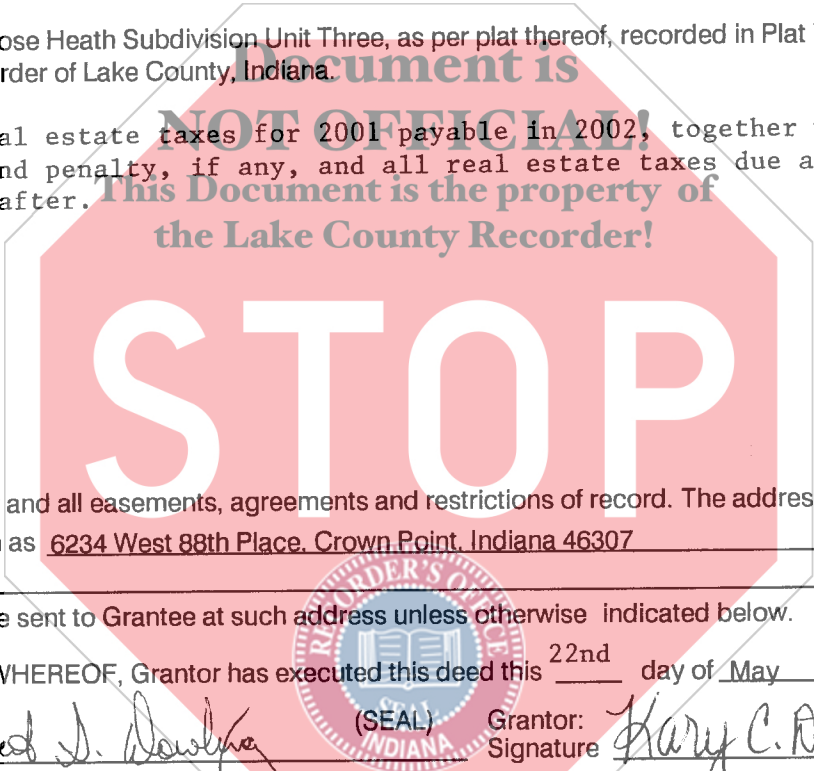 ose Heath Subdivision Unit Three, as per plat thereof, recorded in Plat
rder of Lake County, Indiana.
Document is
NOT OFFICIAL!
This Document is the property of
the Lake County Recorder!
al estate taxes for 2001 payable in 2002, together
nd penalty, if any, and all real estate taxes due a
after.
STOP
and all easements, agreements and restrictions of record. The addres
as 6234 West 88th Place, Crown Point, Indiana 46307
e sent to Grantee at such address unless otherwise indicated below.
WHEREOF, Grantor has executed this deed this 22nd day of May
(SEAL) Grantor:
Signature Kary C. D
RECORDER'S OFFICE
SEAL
INDIANA